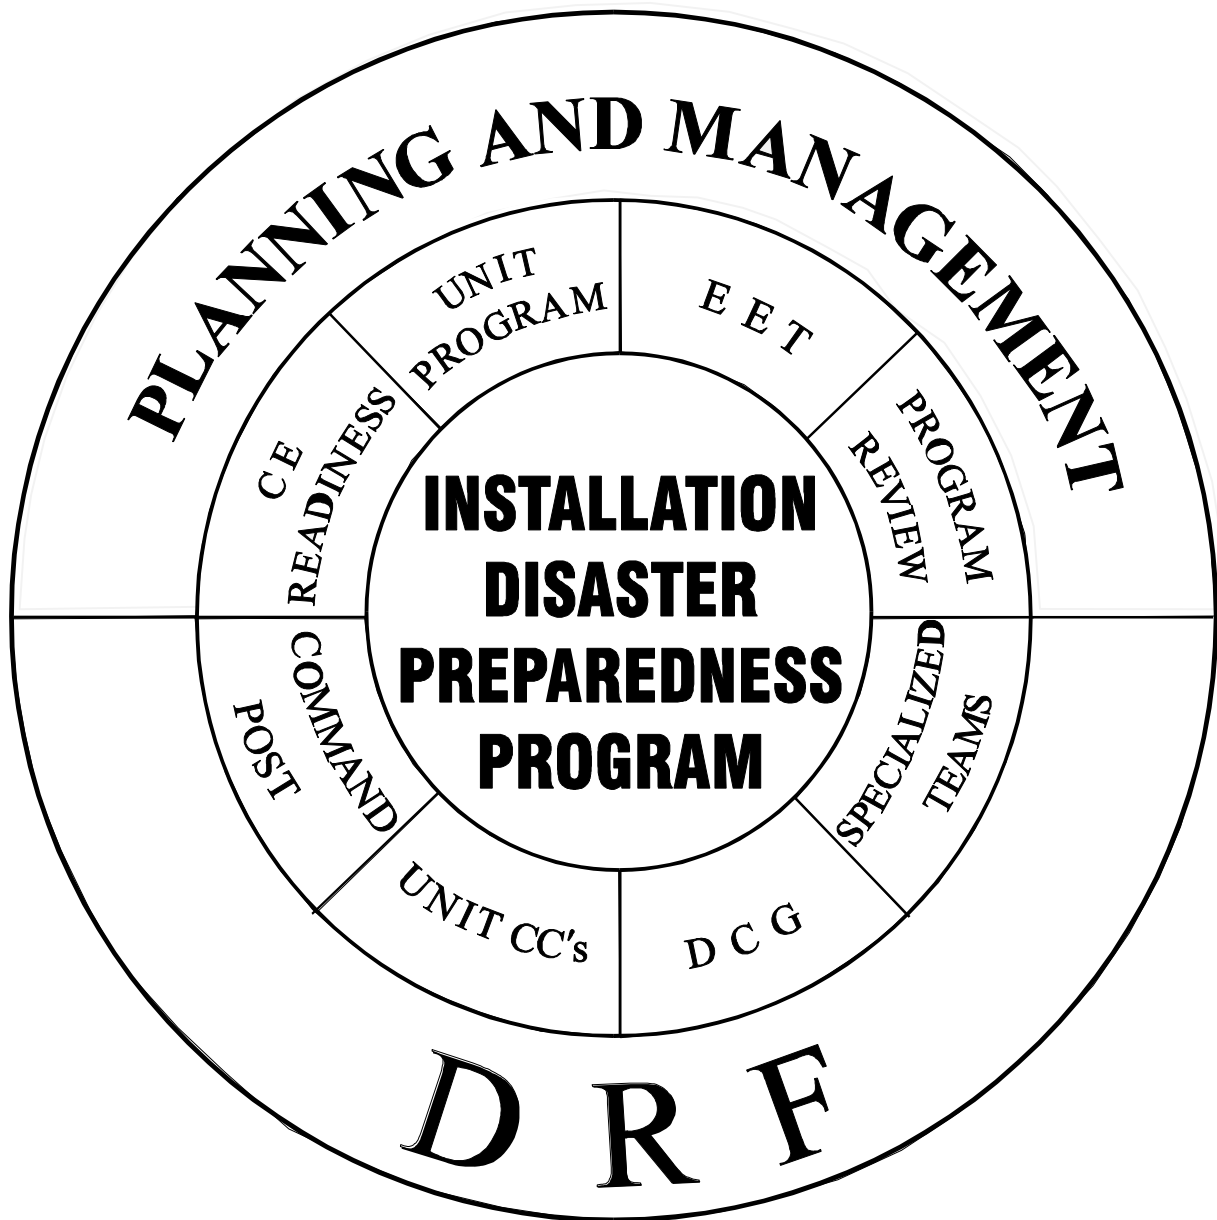 PLANNING AND MANAGEMENT
UNIT
PROGRAM
E E T
CE
READINESS
PROGRAM
REVIEW
INSTALLATION
DISASTER
PREPAREDNESS
PROGRAM
COMMAND
POST
SPECIALIZED
TEAMS
UNIT CC's
D C G
D R F